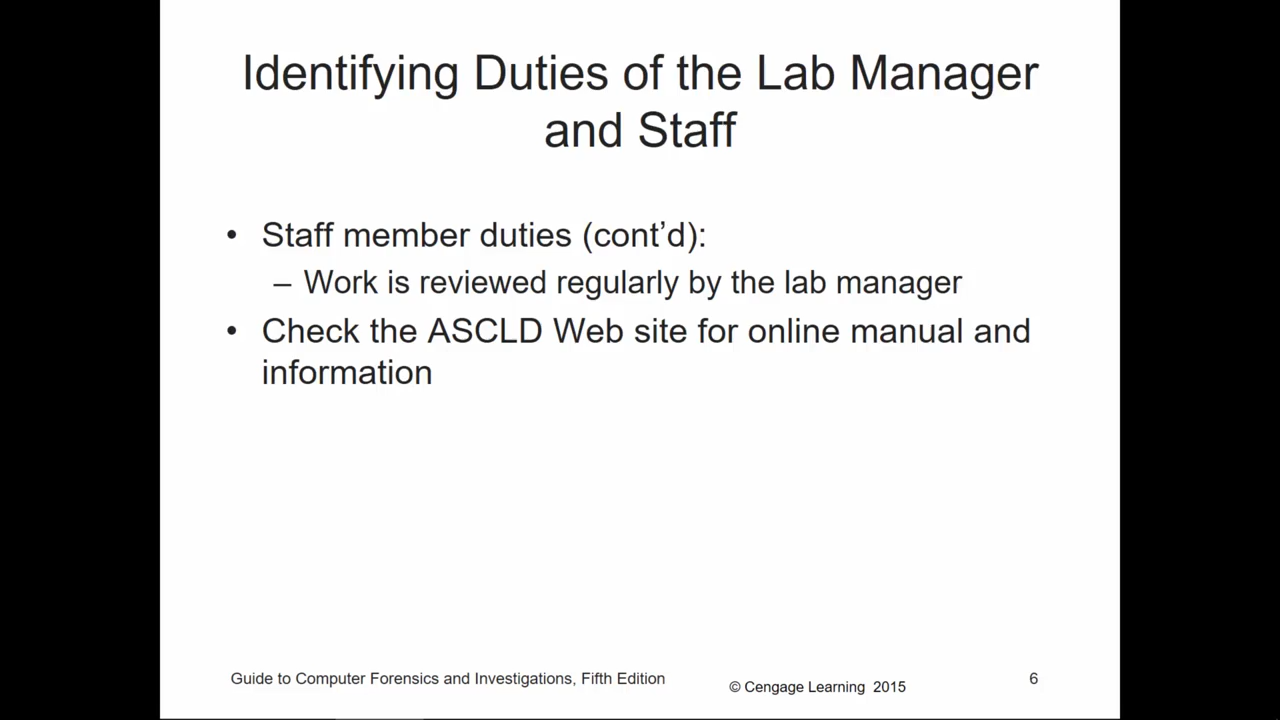 Identifying Duties of the Lab Manager
and Staff
• Staff member duties (cont’d):
– Work is reviewed regularly by the lab manager
• Check the ASCLD Web site for online manual and
information
Guide to Computer Forensics and Investigations, Fifth Edition
© Cengage Learning 2015
6